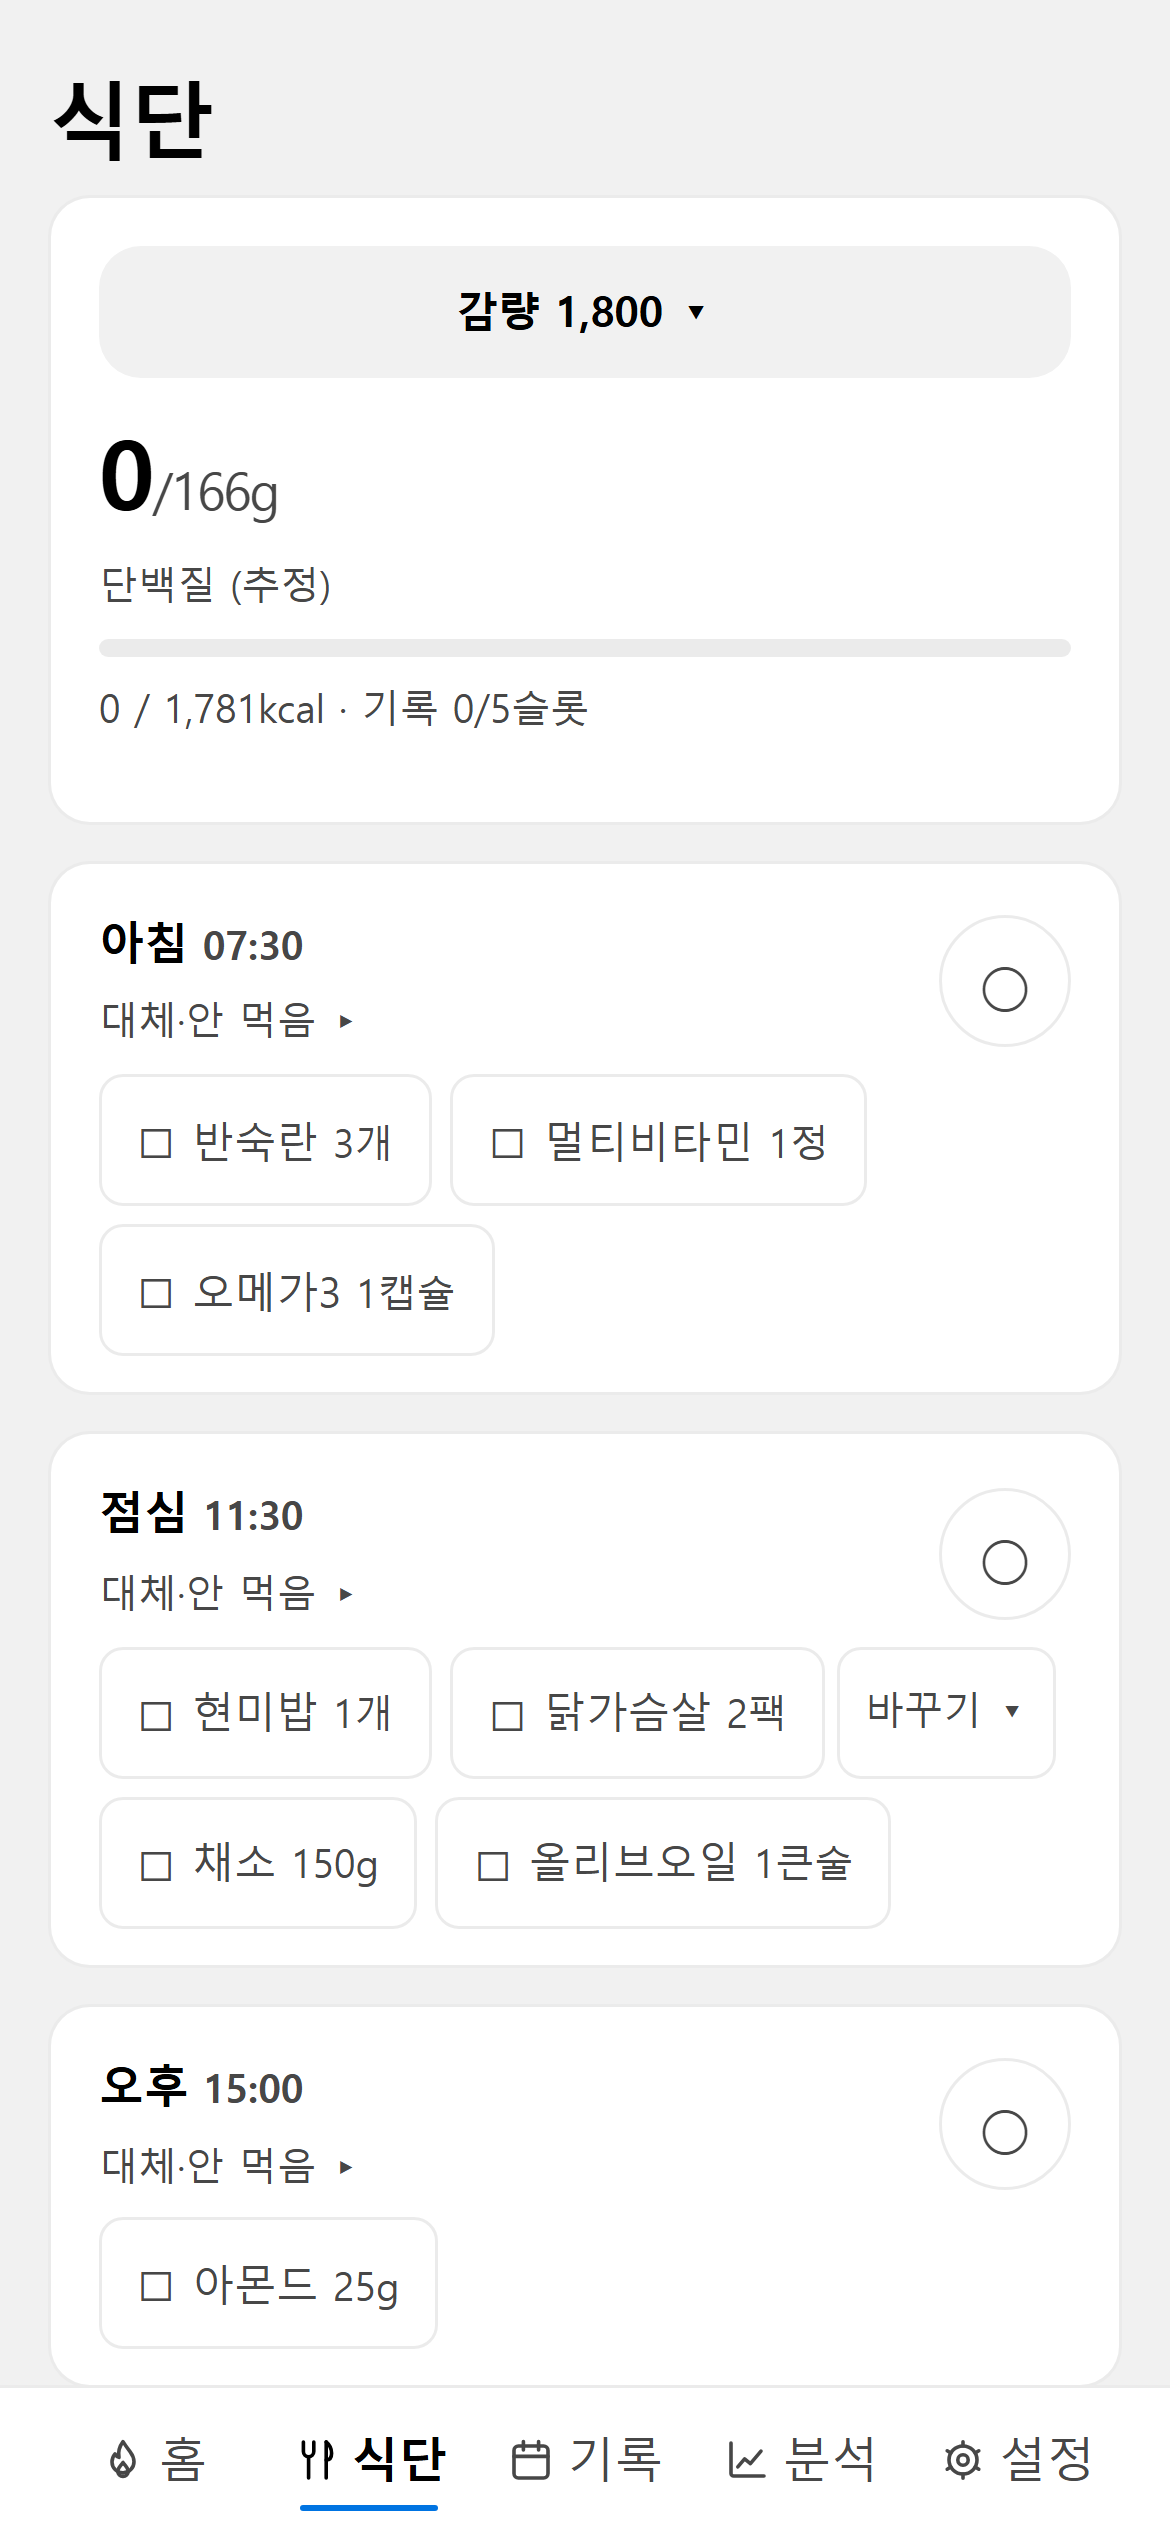 식단
감량 1,800 ▼
0/166g
단백질 (추정)
0 / 1,781kcal · 기록 0/5슬롯
아침 07:30
대체·안 먹음 ▸
□ 반숙란 3개
□ 멀티비타민 1정
□ 오메가3 1캡슐
점심 11:30
대체·안 먹음 ▸
□ 현미밥 1개
□ 닭가슴살 2팩
바꾸기 ▼
□ 채소 150g
□ 올리브오일 1큰술
오후 15:00
대체·안 먹음 ▸
□ 아몬드 25g
홈
식단
기록
분석
설정